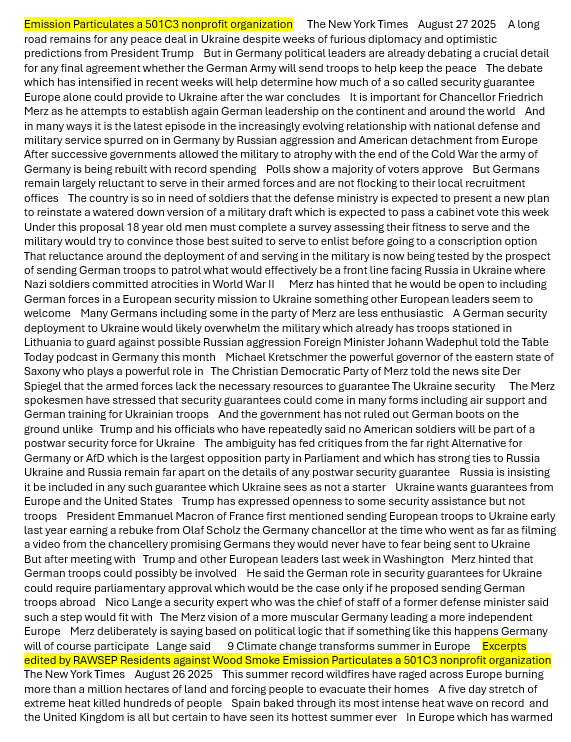 Emission Particulates a 501C3 nonprofit organization     The New York Times   August 27 2025    A long
road remains for any peace deal in Ukraine despite weeks of furious diplomacy and optimistic
predictions from President Trump   But in Germany political leaders are already debating a crucial detail
for any final agreement whether the German Army will send troops to help keep the peace   The debate
which has intensified in recent weeks will help determine how much of a so called security guarantee
Europe alone could provide to Ukraine after the war concludes   It is important for Chancellor Friedrich
Merz as he attempts to establish again German leadership on the continent and around the world   And
in many ways it is the latest episode in the increasingly evolving relationship with national defense and
military service spurred on in Germany by Russian aggression and American detachment from Europe
After successive governments allowed the military to atrophy with the end of the Cold War the army of
Germany is being rebuilt with record spending   Polls show a majority of voters approve   But Germans
remain largely reluctant to serve in their armed forces and are not flocking to their local recruitment
offices   The country is so in need of soldiers that the defense ministry is expected to present a new plan
to reinstate a watered down version of a military draft which is expected to pass a cabinet vote this week
Under this proposal 18 year old men must complete a survey assessing their fitness to serve and the
military would try to convince those best suited to serve to enlist before going to a conscription option
That reluctance around the deployment of and serving in the military is now being tested by the prospect
of sending German troops to patrol what would effectively be a front line facing Russia in Ukraine where
Nazi soldiers committed atrocities in World War II     Merz has hinted that he would be open to including
German forces in a European security mission to Ukraine something other European leaders seem to
welcome   Many Germans including some in the party of Merz are less enthusiastic   A German security
deployment to Ukraine would likely overwhelm the military which already has troops stationed in
Lithuania to guard against possible Russian aggression Foreign Minister Johann Wadephul told the Table
Today podcast in Germany this month   Michael Kretschmer the powerful governor of the eastern state of
Saxony who plays a powerful role in  The Christian Democratic Party of Merz told the news site Der
Spiegel that the armed forces lack the necessary resources to guarantee The Ukraine security     The Merz
spokesmen have stressed that security guarantees could come in many forms including air support and
German training for Ukrainian troops   And the government has not ruled out German boots on the
ground unlike  Trump and his officials who have repeatedly said no American soldiers will be part of a
postwar security force for Ukraine   The ambiguity has fed critics from the far right Alternative for
Germany or AfD which is the largest opposition party in Parliament and which has strong ties to Russia
Ukraine and Russia remain far apart on the details of any postwar security guarantee   Russia is insisting
it be included in any such guarantee which Ukraine sees as not a starter   Ukraine wants guarantees from
Europe and the United States   Trump has expressed openness to some security assistance but not
troops   President Emmanuel Macron of France first mentioned sending European troops to Ukraine early
last year earning a rebuke from Olaf Scholz the Germany chancellor at the time who went as far as filming
a video from the chancellery promising Germans they would never have to fear being sent to Ukraine
But after meeting with  Trump and other European leaders last week in Washington  Merz hinted that
German troops could possibly be involved   He said the German role in security guarantees for Ukraine
could require parliamentary approval which would be the case only if he proposed sending German
troops abroad   Nico Lange a security expert who was the chief of staff of a former defense minister said
such a step would fit with  The Merz vision of a more muscular Germany leading a more independent
Europe   Merz deliberately is saying based on political logic that if something like this happens Germany
will of course participate  Lange said     9 Climate change transforms summer in Europe    Excerpts
edited by RAWSEP Residents against Wood Smoke Emission Particulates a 501C3 nonprofit organization
The New York Times   August 26 2025   This summer record wildfires have raged across Europe burning
more than a million hectares of land and forcing people to evacuate their homes   A five day stretch of
extreme heat killed hundreds of people   Spain baked through its most intense heat wave on record  and
the United Kingdom is all but certain to have seen its hottest summer ever   In Europe which has warmed